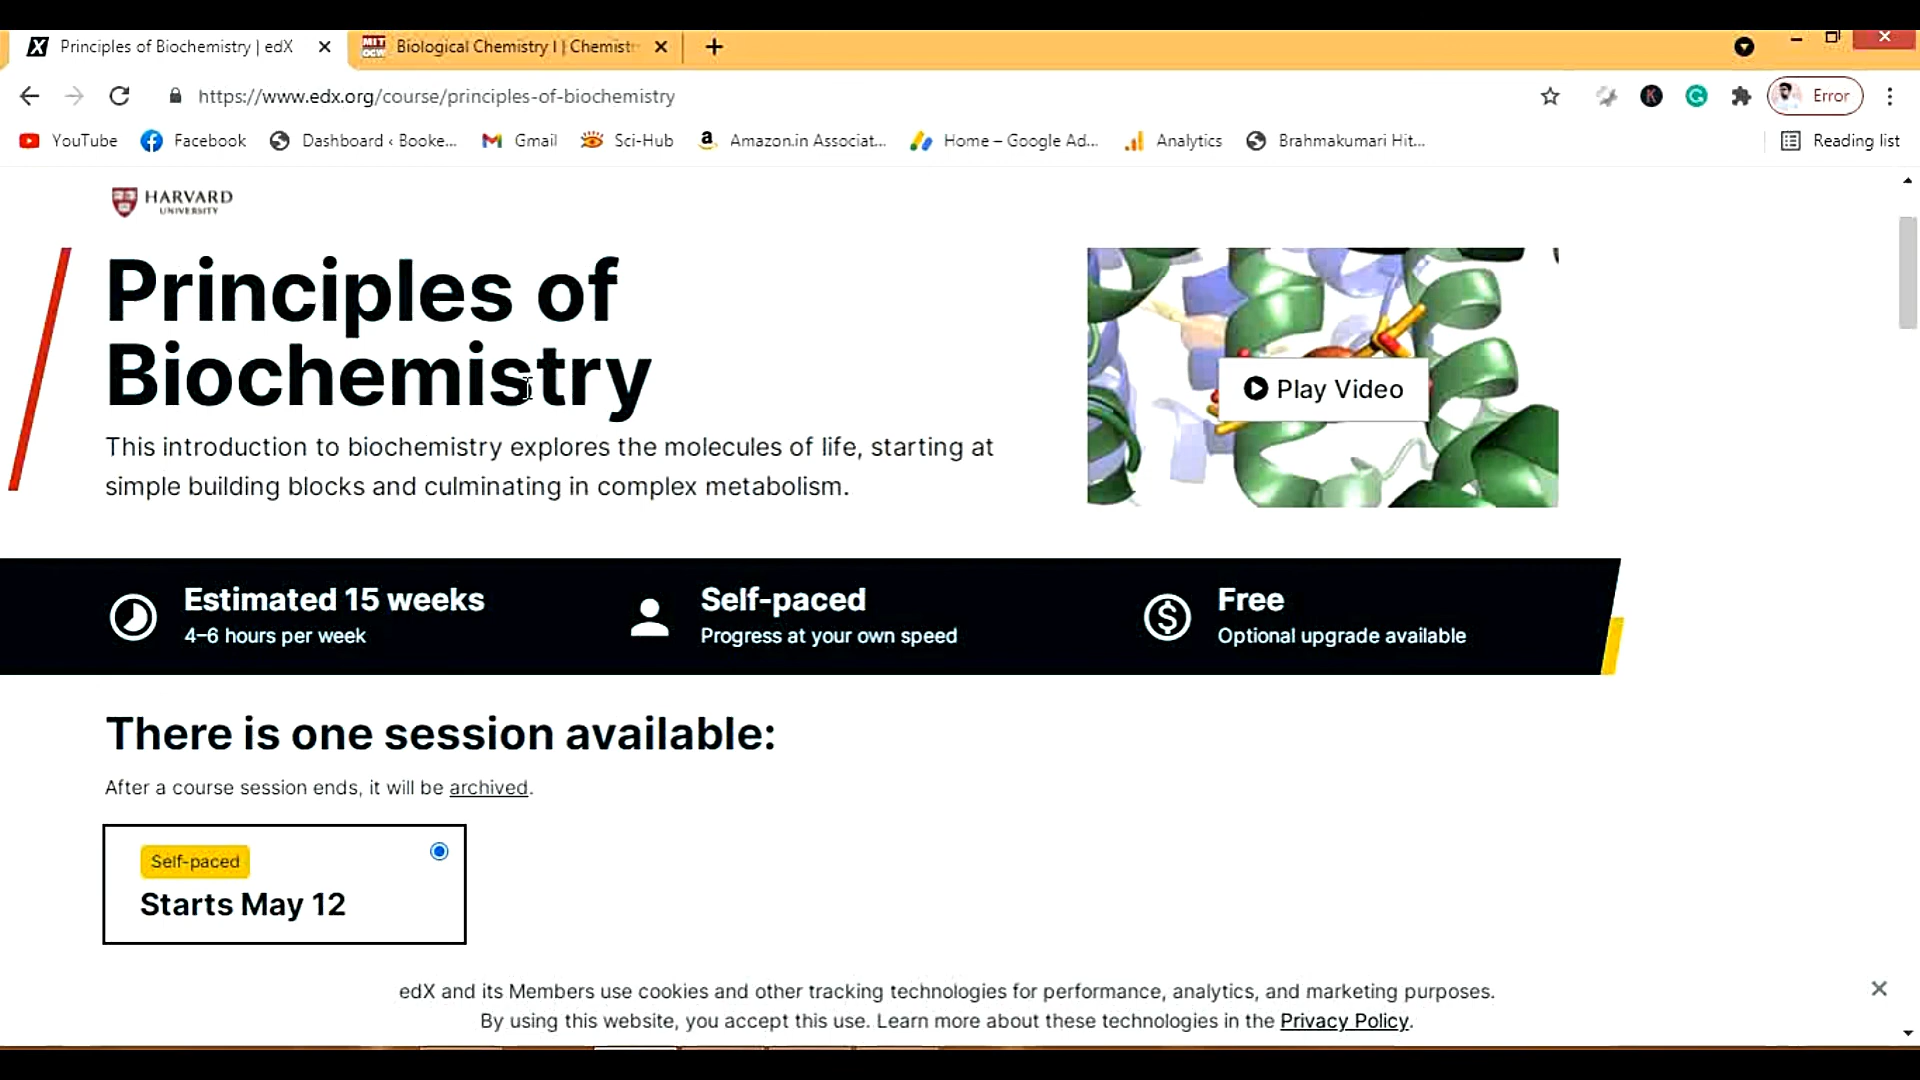 Principles of Biochemistry | edX
MIT OCW
Biological Chemistry I | Chemist
https://www.edx.org/course/principles-of-biochemistry
Error
YouTube
Facebook
Dashboard ‹ Booke...
Gmail
Sci-Hub
Amazon.in Associat...
Home – Google Ad...
Analytics
Brahmakumari Hit...
Reading list
HARVARD
UNIVERSITY
Principles of
Biochemistry
This introduction to biochemistry explores the molecules of life, starting at
simple building blocks and culminating in complex metabolism.
Play Video
Estimated 15 weeks
4–6 hours per week
Self-paced
Progress at your own speed
Free
Optional upgrade available
There is one session available:
After a course session ends, it will be archived.
Self-paced
Starts May 12
edX and its Members use cookies and other tracking technologies for performance, analytics, and marketing purposes.
By using this website, you accept this use. Learn more about these technologies in the Privacy Policy.